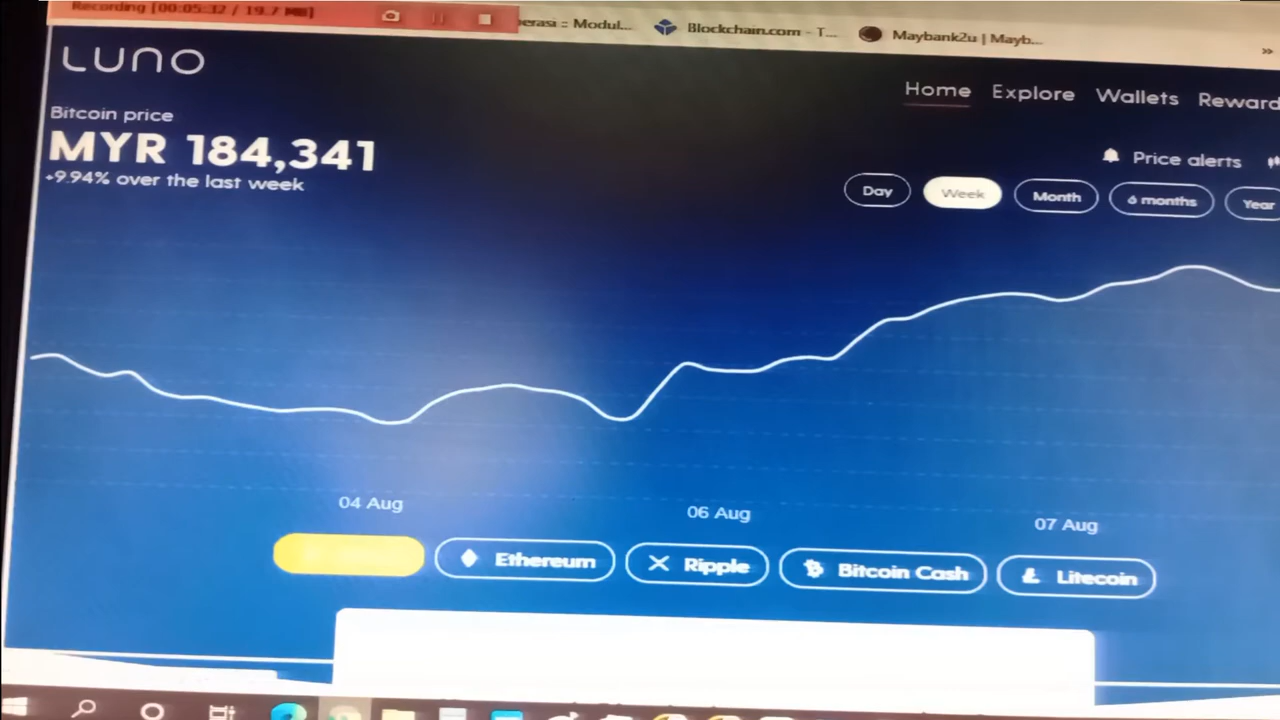 Recording [00:05:32 / 19.7 MB]
erasi :: Modul...
Blockchain.com - T...
Maybank2u | Mayb...
»
LUNO
Home Explore Wallets Reward
Bitcoin price
MYR 184,341
+9.94% over the last week
Price alerts
Day Week Month 6 months Year
04 Aug 06 Aug 07 Aug
Ethereum Ripple Bitcoin Cash Litecoin